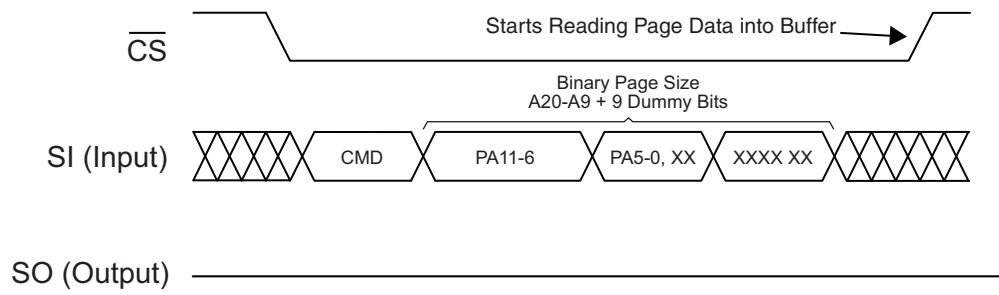 Starts Reading Page Data into Buffer
CS
Binary Page Size
A20-A9 + 9 Dummy Bits
SI (Input)
CMD
PA11-6
PA5-0, XX
XXXX XX
SO (Output)